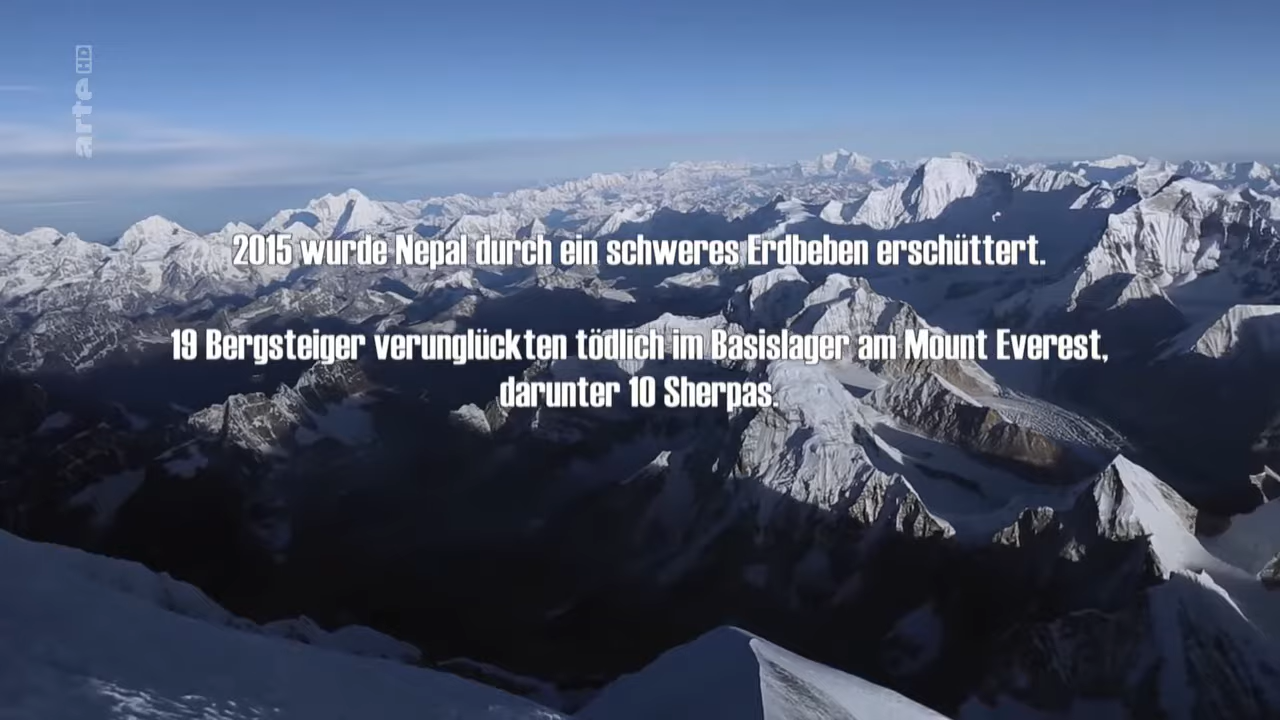 arte HD
2015 wurde Nepal durch ein schweres Erdbeben erschüttert.
19 Bergsteiger verunglückten tödlich im Basislager am Mount Everest,
darunter 10 Sherpas.